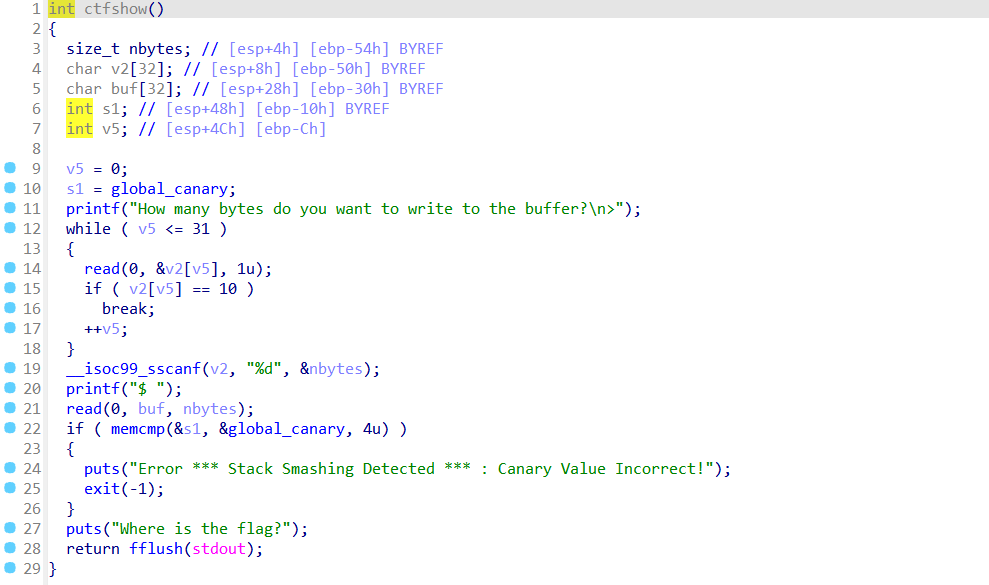 1 int ctfshow()
2 {
3 size_t nbytes; // [esp+4h] [ebp-54h] BYREF
4 char v2[32]; // [esp+8h] [ebp-50h] BYREF
5 char buf[32]; // [esp+28h] [ebp-30h] BYREF
6 int s1; // [esp+48h] [ebp-10h] BYREF
7 int v5; // [esp+4Ch] [ebp-Ch]
8
9 v5 = 0;
10 s1 = global_canary;
11 printf("How many bytes do you want to write to the buffer?\n>");
12 while ( v5 <= 31 )
13 {
14 read(0, &v2[v5], 1u);
15 if ( v2[v5] == 10 )
16 break;
17 ++v5;
18 }
19 __isoc99_sscanf(v2, "%d", &nbytes);
20 printf("$ ");
21 read(0, buf, nbytes);
22 if ( memcmp(&s1, &global_canary, 4u) )
23 {
24 puts("Error *** Stack Smashing Detected *** : Canary Value Incorrect!");
25 exit(-1);
26 }
27 puts("Where is the flag?");
28 return fflush(stdout);
29 }